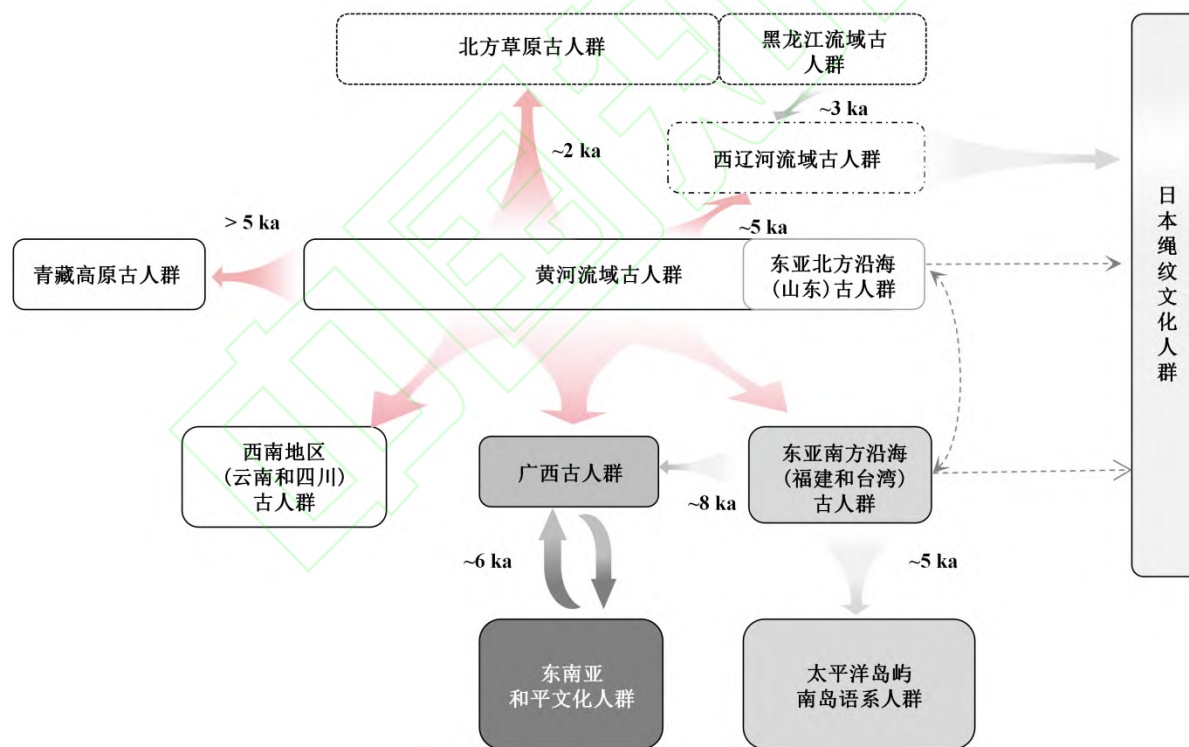 北方草原古人群
黑龙江流域古
人群
~3 ka
~2 ka
西辽河流域古人群
> 5 ka
~5 ka
青藏高原古人群
黄河流域古人群
东亚北方沿海
(山东)古人群
日本绳纹文化人群
西南地区
(云南和四川)
古人群
广西古人群
东亚南方沿海
(福建和台湾)
古人群
~8 ka
~6 ka
~5 ka
东南亚
和平文化人群
太平洋岛屿
南岛语系人群